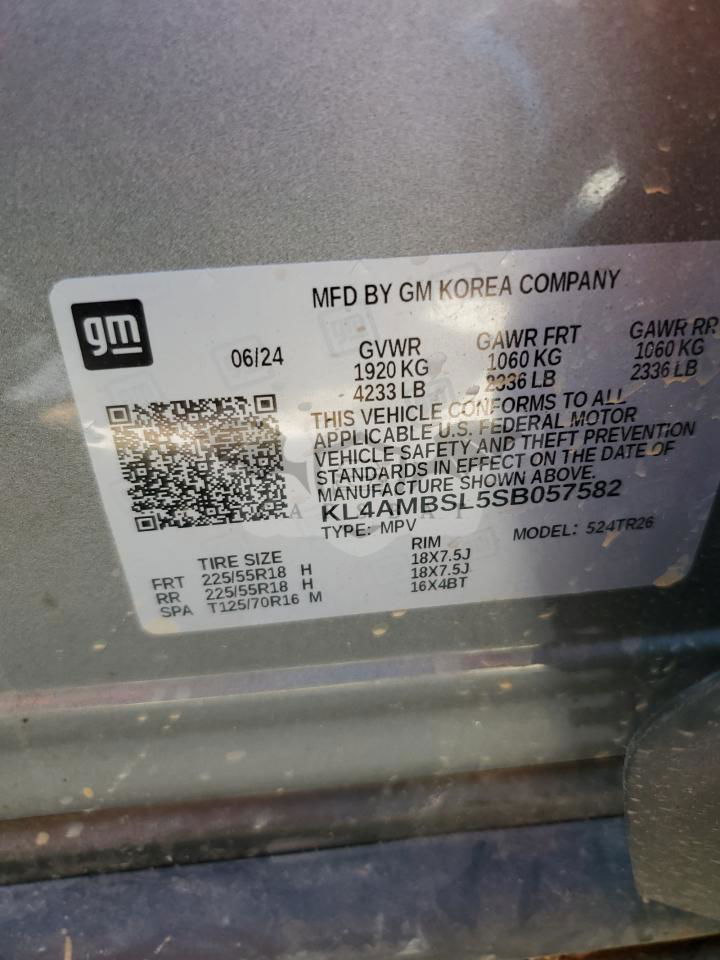 MFD BY GM KOREA COMPANY
gm
06/24
GVWR GAWR FRT GAWR RR
1920 KG 1060 KG 1060 KG
4233 LB 2336 LB 2336 LB
THIS VEHICLE CONFORMS TO ALL
APPLICABLE U.S. FEDERAL MOTOR
VEHICLE SAFETY AND THEFT PREVENTION
STANDARDS IN EFFECT ON THE DATE OF
MANUFACTURE SHOWN ABOVE.
KL4AMBSL5SB057582
TYPE: MPV MODEL: 524TR26
TIRE SIZE RIM
FRT 225/55R18 H 18X7.5J
RR 225/55R18 H 18X7.5J
SPA T125/70R16 M 16X4BT